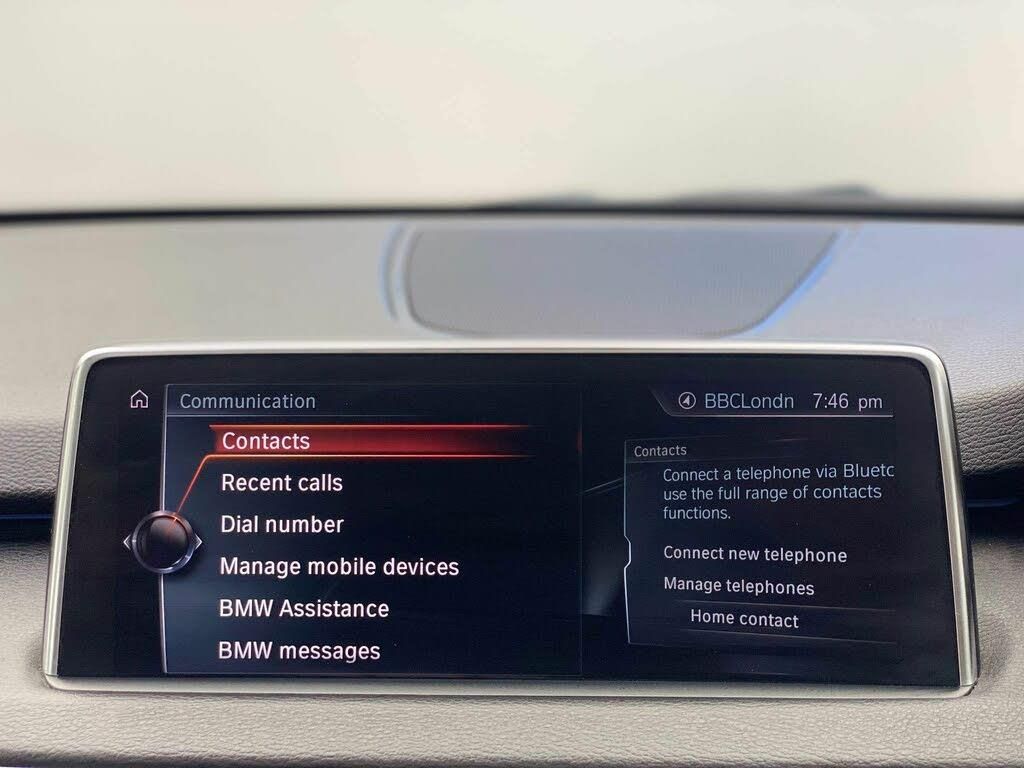 Communication
BBCLondn 7:46 pm
Contacts
Recent calls
Dial number
Manage mobile devices
BMW Assistance
BMW messages
Contacts
Connect a telephone via Bluetc
use the full range of contacts
functions.
Connect new telephone
Manage telephones
Home contact